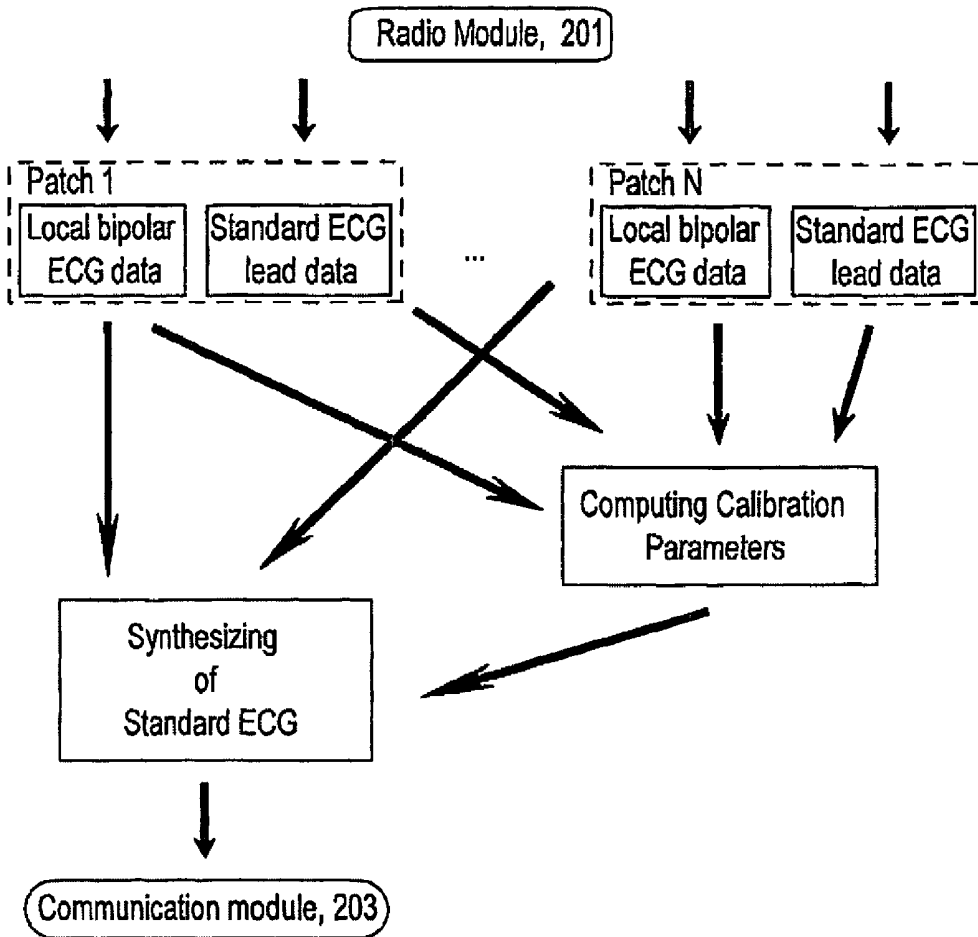 Radio Module, 201
Patch 1
Local bipolar
ECG data
Standard ECG
lead data
...
Patch N
Local bipolar
ECG data
Standard ECG
lead data
Computing Calibration
Parameters
Synthesizing
of
Standard ECG
Communication module, 203